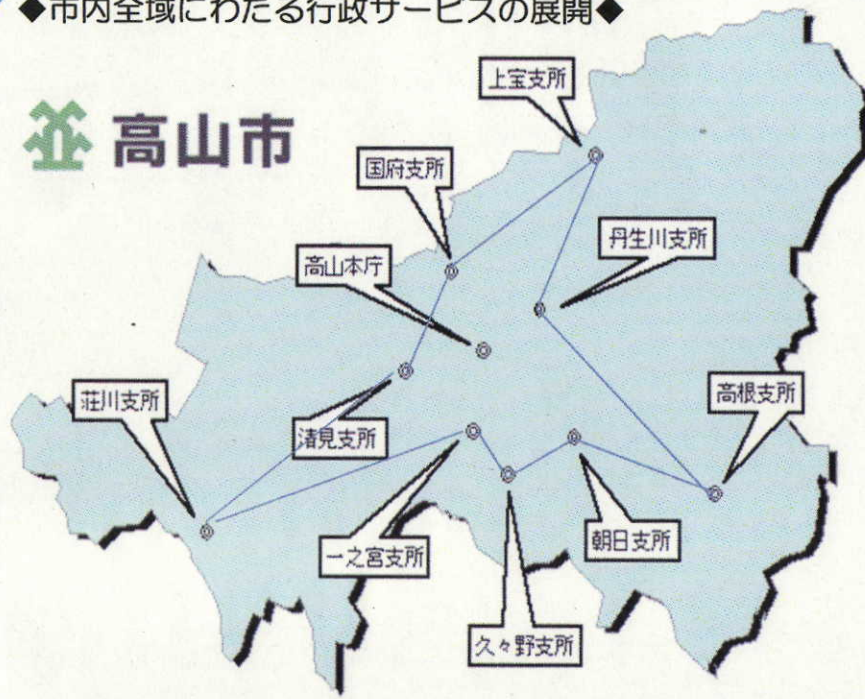 ◆市内全域にわたる行政サービスの展開◆
高山市
上宝支所
国府支所
丹生川支所
高山本庁
荘川支所
高根支所
清見支所
一之宮支所
朝日支所
久々野支所